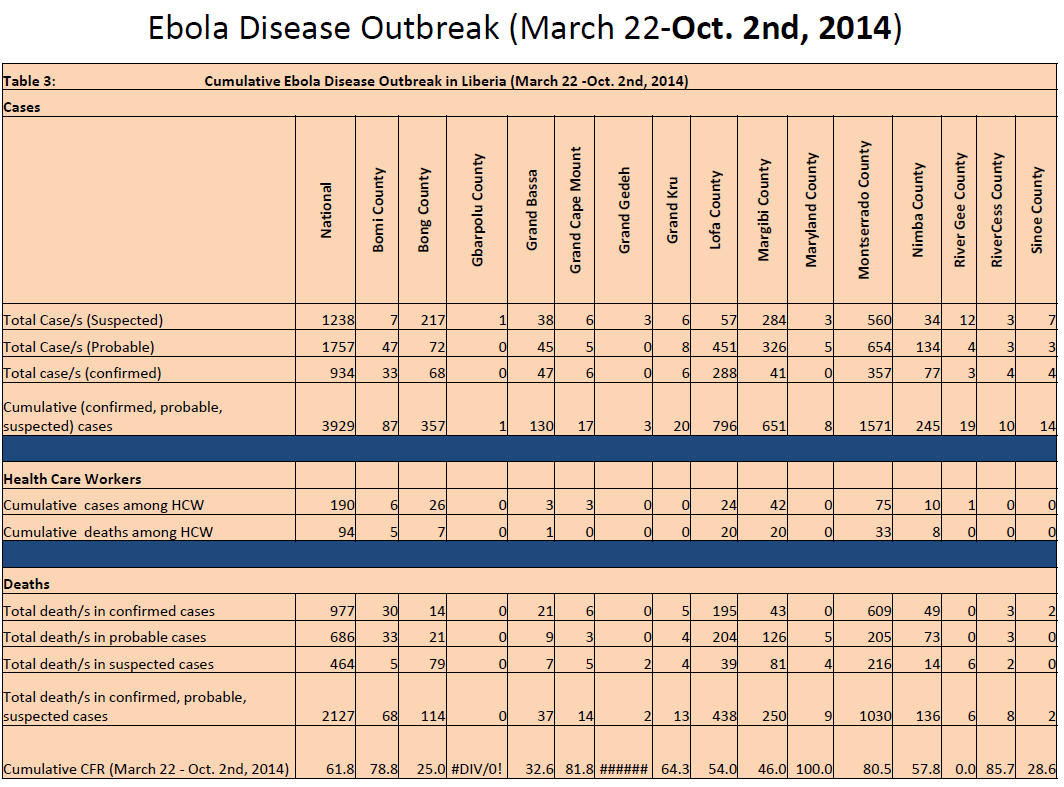 Ebola Disease Outbreak (March 22-Oct. 2nd, 2014)
Table 3: Cumulative Ebola Disease Outbreak in Liberia (March 22 -Oct. 2nd, 2014)
Cases
National Bomi County Bong County Gbarpolu County Grand Bassa Grand Cape Mount Grand Gedeh Grand Kru Lofa County Margibi County Maryland County Montserrado County Nimba County River Gee County RiverCess County Sinoe County
Total Case/s (Suspected) 1238 7 217 1 38 6 3 6 57 284 3 560 34 12 3 7
Total Case/s (Probable) 1757 47 72 0 45 5 0 8 451 326 5 654 134 4 3 3
Total case/s (confirmed) 934 33 68 0 47 6 0 6 288 41 0 357 77 3 4 4
Cumulative (confirmed, probable,
suspected) cases 3929 87 357 1 130 17 3 20 796 651 8 1571 245 19 10 14
Health Care Workers
Cumulative cases among HCW 190 6 26 0 3 3 0 0 24 42 0 75 10 1 0 0
Cumulative deaths among HCW 94 5 7 0 1 0 0 0 20 20 0 33 8 0 0 0
Deaths
Total death/s in confirmed cases 977 30 14 0 21 6 0 5 195 43 0 609 49 0 3 2
Total death/s in probable cases 686 33 21 0 9 3 0 4 204 126 5 205 73 0 3 0
Total death/s in suspected cases 464 5 79 0 7 5 2 4 39 81 4 216 14 6 2 0
Total death/s in confirmed, probable,
suspected cases 2127 68 114 0 37 14 2 13 438 250 9 1030 136 6 8 2
Cumulative CFR (March 22 - Oct. 2nd, 2014) 61.8 78.8 25.0 #DIV/0! 32.6 81.8 ###### 64.3 54.0 46.0 100.0 80.5 57.8 0.0 85.7 28.6